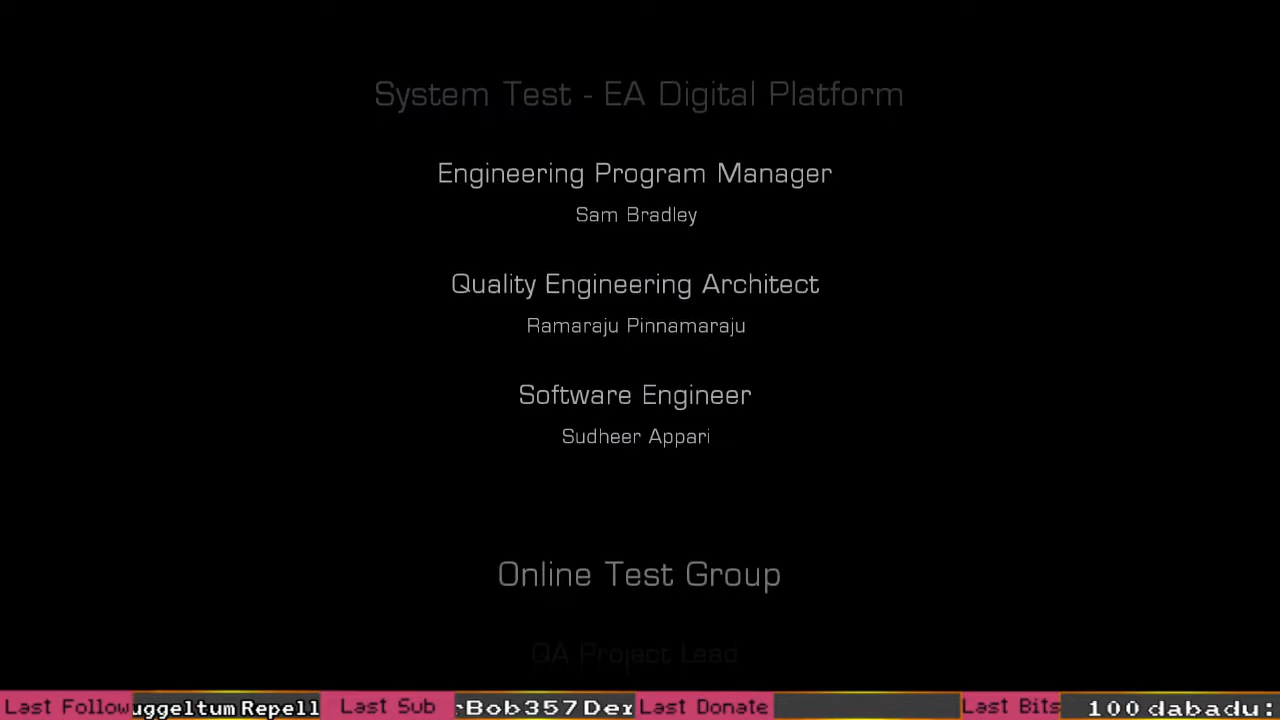 System Test - EA Digital Platform
Engineering Program Manager
Sam Bradley
Quality Engineering Architect
Ramaraju Pinnamaraju
Software Engineer
Sudheer Appari
Online Test Group
QA Project Lead
Last Follow uggeltum Repell Last Sub Bob357Der Last Donate Last Bits 100 dabadu: